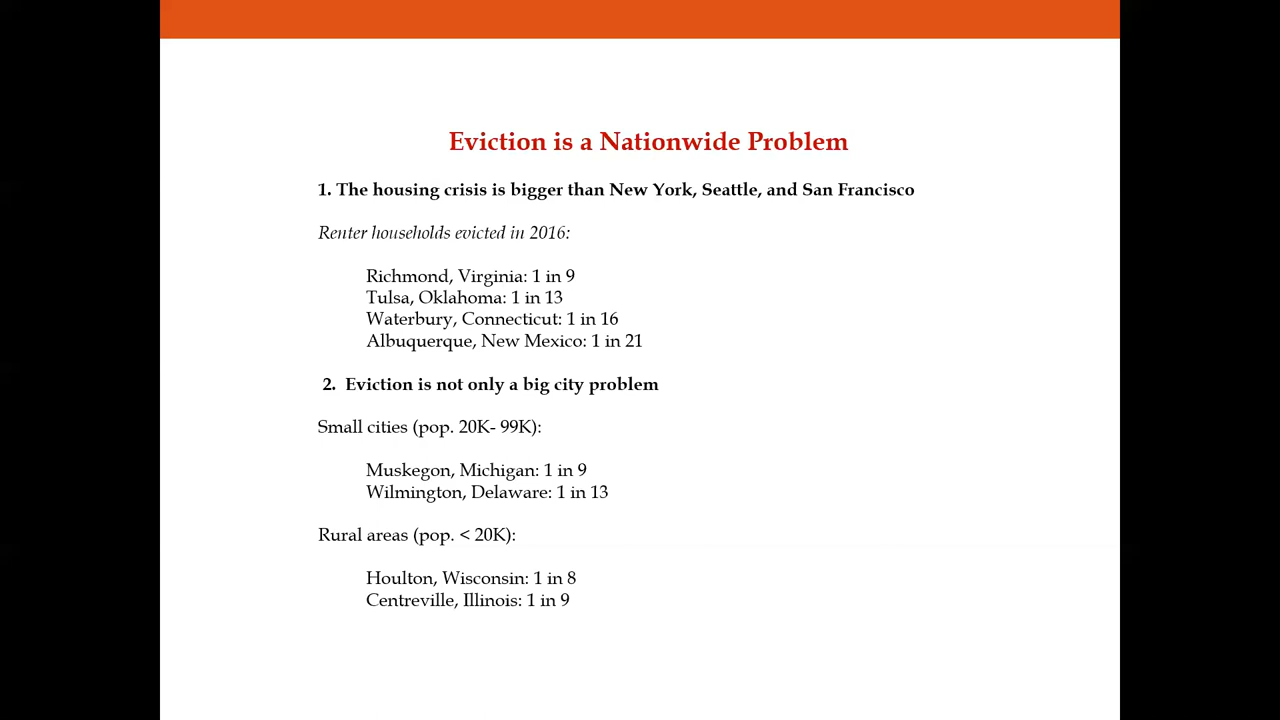 Eviction is a Nationwide Problem
1. The housing crisis is bigger than New York, Seattle, and San Francisco
Renter households evicted in 2016:
Richmond, Virginia: 1 in 9
Tulsa, Oklahoma: 1 in 13
Waterbury, Connecticut: 1 in 16
Albuquerque, New Mexico: 1 in 21
2. Eviction is not only a big city problem
Small cities (pop. 20K- 99K):
Muskegon, Michigan: 1 in 9
Wilmington, Delaware: 1 in 13
Rural areas (pop. < 20K):
Houlton, Wisconsin: 1 in 8
Centreville, Illinois: 1 in 9